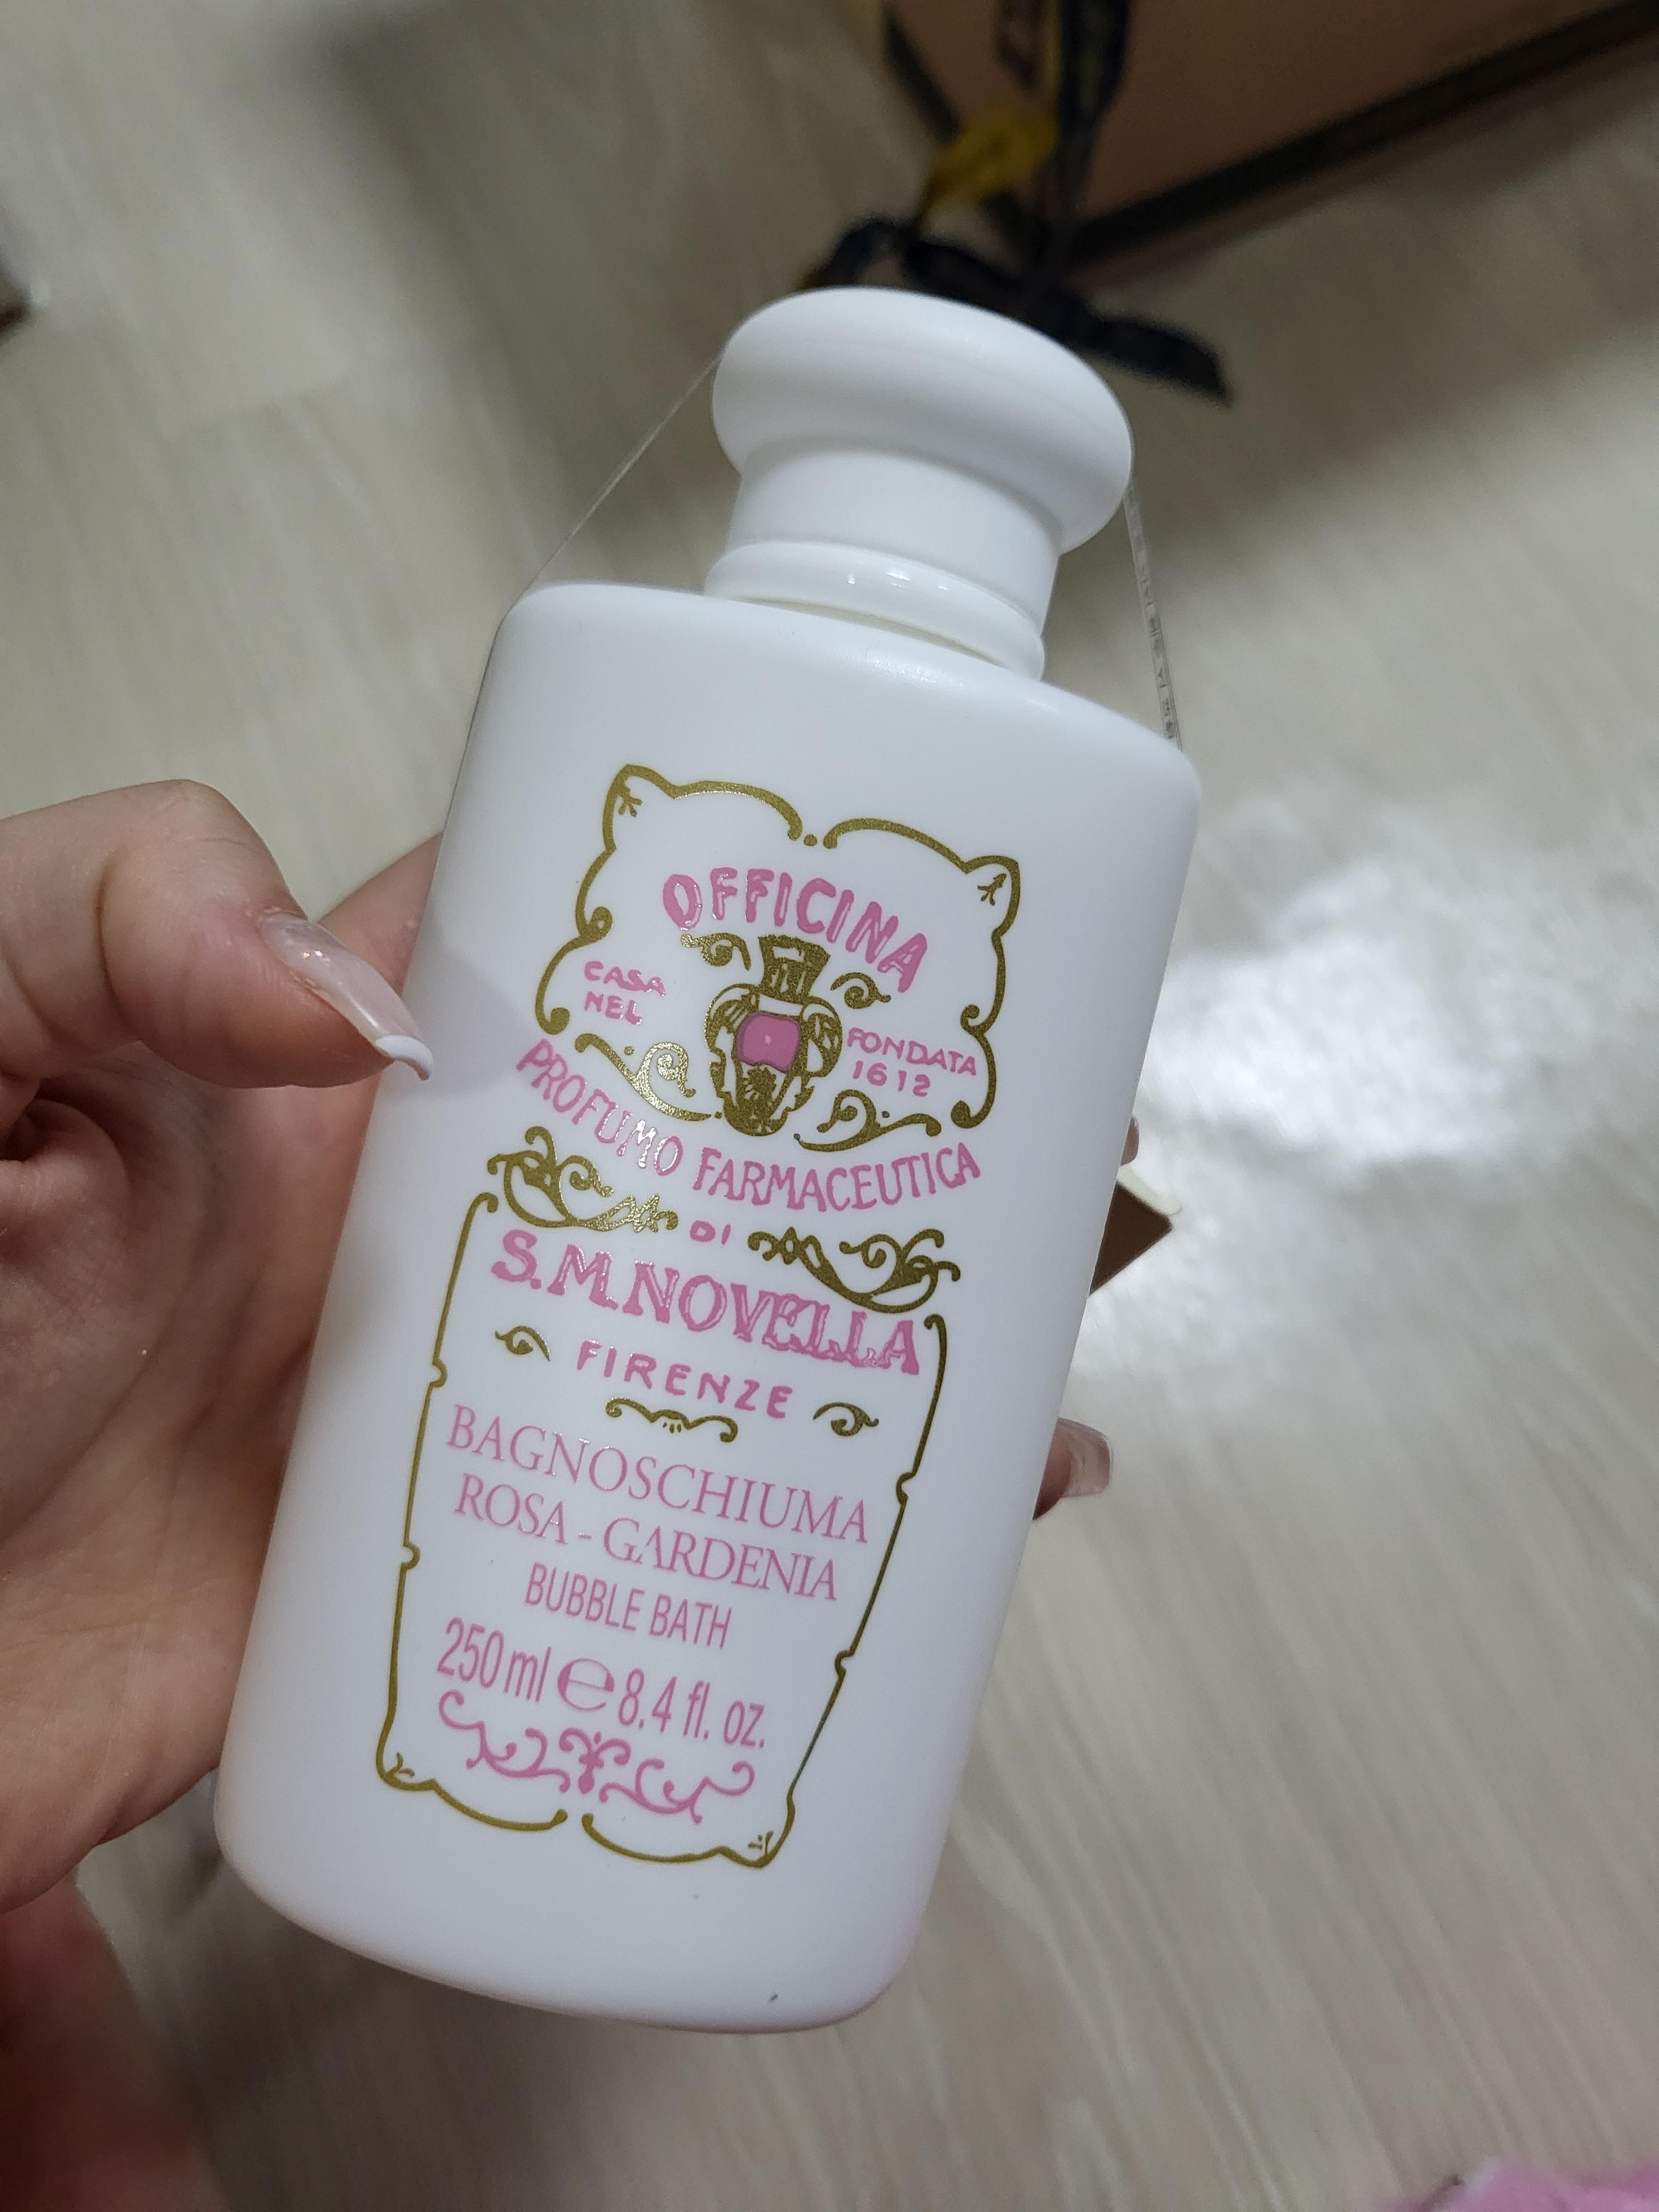 OFFICINA
CASA
NEL
FONDATA
1612
PROFUMO FARMACEUTICA
DI
S.M.NOVELLA
FIRENZE
BAGNOSCHIUMA
ROSA-GARDENIA
BUBBLE BATH
250 ml ℮ 8.4 fl. oz.